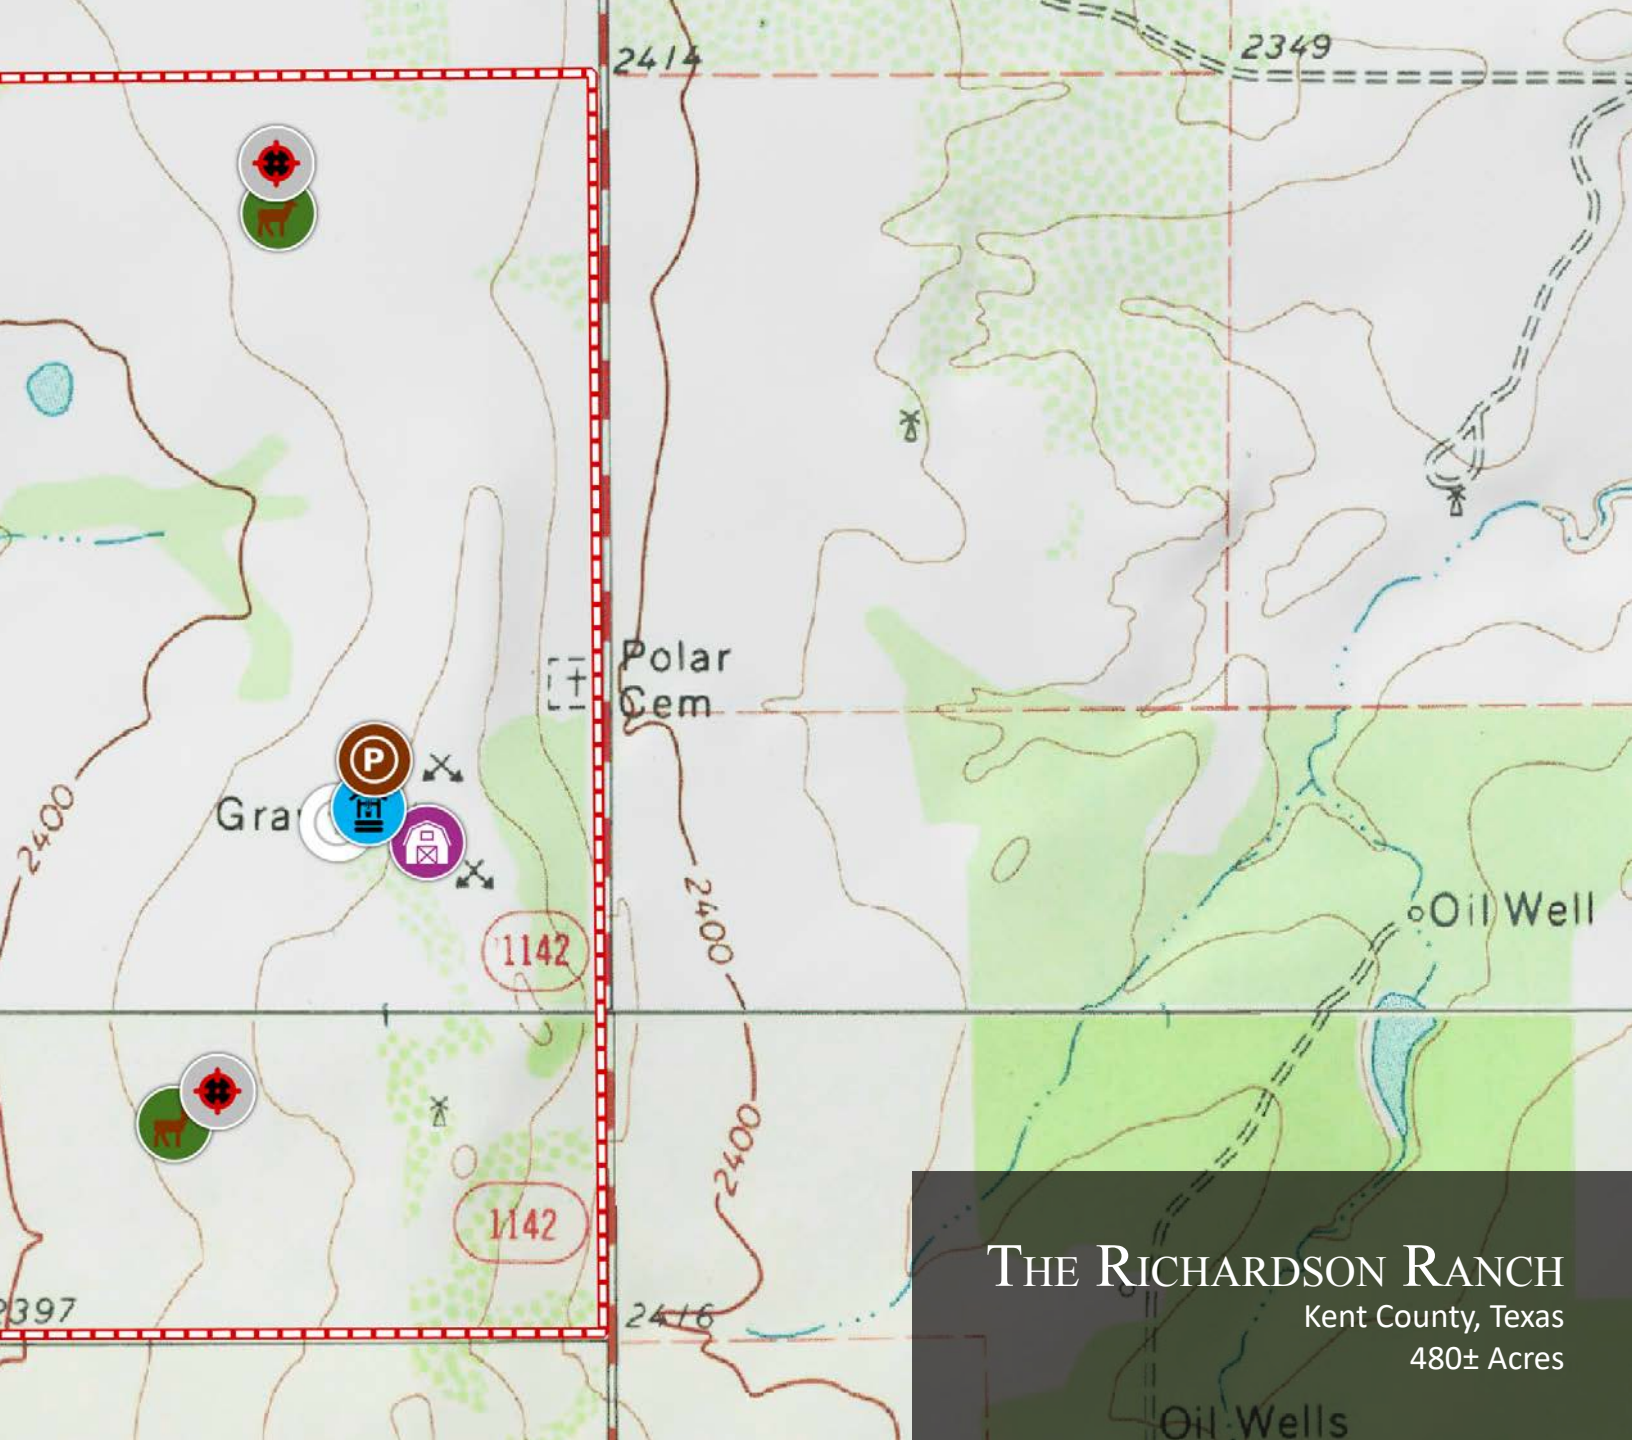 2414
2349
Polar
Cem
P
2400
Gra
2400
1142
Oil Well
2400
1142
2397
2416
THE RICHARDSON RANCH
Kent County, Texas
480± Acres
Oil Wells